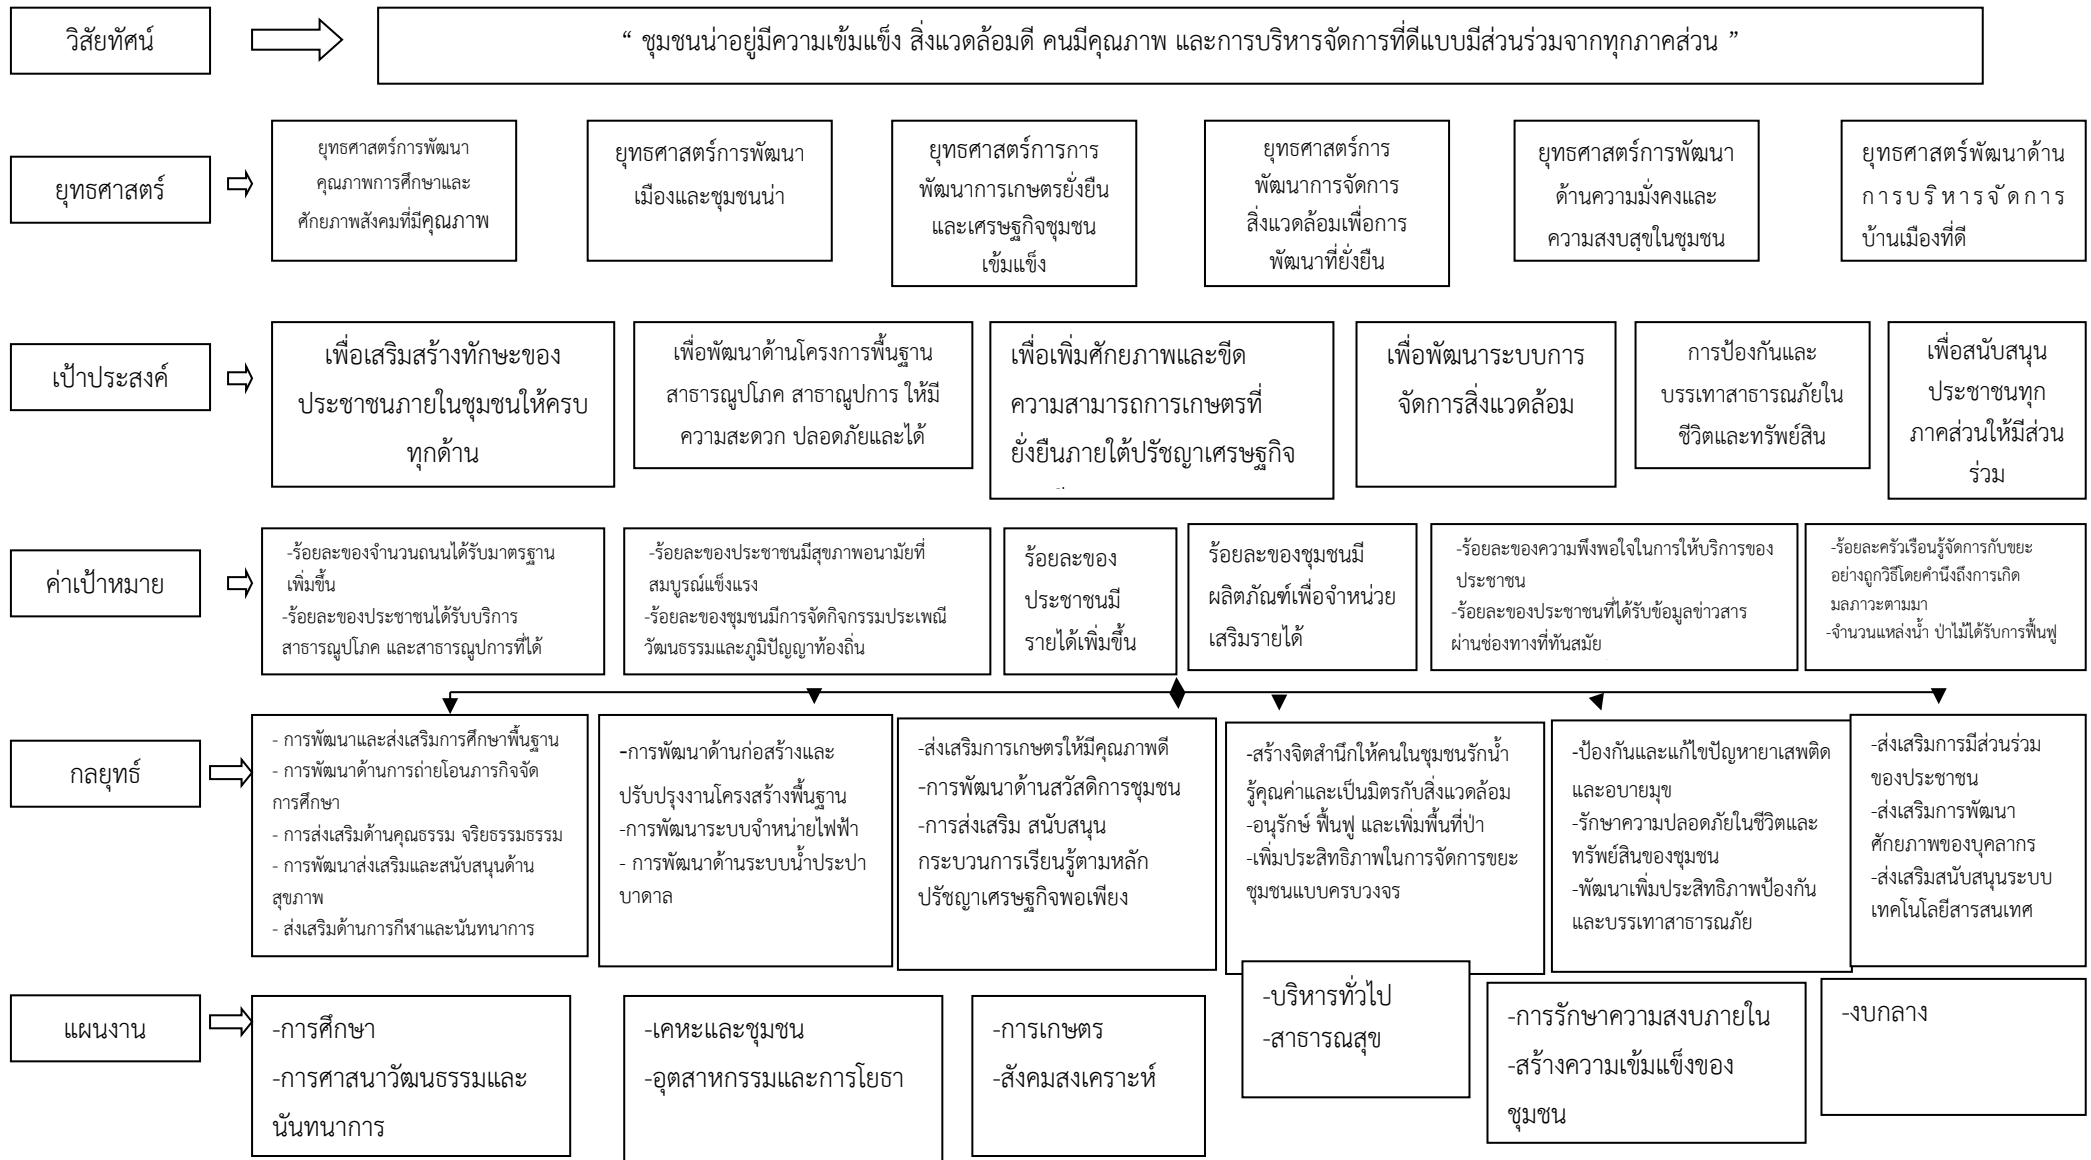 วิสัยทัศน์
“ ชุมชนน่าอยู่มีความเข้มแข็ง สิ่งแวดล้อมดี คนมีคุณภาพ และการบริหารจัดการที่ดีแบบมีส่วนร่วมจากทุกภาคส่วน ”
ยุทธศาสตร์
ยุทธศาสตร์การพัฒนา
คุณภาพการศึกษาและ
ศักยภาพสังคมที่มีคุณภาพ
ยุทธศาสตร์การพัฒนา
เมืองและชุมชนน่า
ยุทธศาสตร์การการ
พัฒนาการเกษตรยั่งยืน
และเศรษฐกิจชุมชน
เข้มแข็ง
ยุทธศาสตร์การ
พัฒนาการจัดการ
สิ่งแวดล้อมเพื่อการ
พัฒนาที่ยั่งยืน
ยุทธศาสตร์การพัฒนา
ด้านความมั่งคงและ
ความสงบสุขในชุมชน
ยุทธศาสตร์พัฒนาด้าน
การบริหารจัดการ
บ้านเมืองที่ดี
เป้าประสงค์
เพื่อเสริมสร้างทักษะของ
ประชาชนภายในชุมชนให้ครบ
ทุกด้าน
เพื่อพัฒนาด้านโครงการพื้นฐาน
สาธารณูปโภค สาธาณูปการ ให้มี
ความสะดวก ปลอดภัยและได้
เพื่อเพิ่มศักยภาพและขีด
ความสามารถการเกษตรที่
ยั่งยืนภายใต้ปรัชญาเศรษฐกิจ
เพื่อพัฒนาระบบการ
จัดการสิ่งแวดล้อม
การป้องกันและ
บรรเทาสาธารณภัยใน
ชีวิตและทรัพย์สิน
เพื่อสนับสนุน
ประชาชนทุก
ภาคส่วนให้มีส่วน
ร่วม
ค่าเป้าหมาย
-ร้อยละของจำนวนถนนได้รับมาตรฐาน
เพิ่มขึ้น
-ร้อยละของประชาชนได้รับบริการ
สาธารณูปโภค และสาธารณูปการที่ได้
-ร้อยละของประชาชนมีสุขภาพอนามัยที่
สมบูรณ์แข็งแรง
-ร้อยละของชุมชนมีการจัดกิจกรรมประเพณี
วัฒนธรรมและภูมิปัญญาท้องถิ่น
ร้อยละของ
ประชาชนมี
รายได้เพิ่มขึ้น
ร้อยละของชุมชนมี
ผลิตภัณฑ์เพื่อจำหน่วย
เสริมรายได้
-ร้อยละของความพึงพอใจในการให้บริการของ
ประชาชน
-ร้อยละของประชาชนที่ได้รับข้อมูลข่าวสาร
ผ่านช่องทางที่ทันสมัย
-ร้อยละครัวเรือนรู้จัดการกับขยะ
อย่างถูกวิธีโดยคำนึงถึงการเกิด
มลภาวะตามมา
-จำนวนแหล่งน้ำ ป่าไม้ได้รับการฟื้นฟู
กลยุทธ์
- การพัฒนาและส่งเสริมการศึกษาพื้นฐาน
- การพัฒนาด้านการถ่ายโอนภารกิจจัด
การศึกษา
- การส่งเสริมด้านคุณธรรม จริยธรรมธรรม
- การพัฒนาส่งเสริมและสนับสนุนด้าน
สุขภาพ
- ส่งเสริมด้านการกีฬาและนันทนาการ
-การพัฒนาด้านก่อสร้างและ
ปรับปรุงงานโครงสร้างพื้นฐาน
-การพัฒนาระบบจำหน่ายไฟฟ้า
- การพัฒนาด้านระบบน้ำประปา
บาดาล
-ส่งเสริมการเกษตรให้มีคุณภาพดี
-การพัฒนาด้านสวัสดิการชุมชน
-การส่งเสริม สนับสนุน
กระบวนการเรียนรู้ตามหลัก
ปรัชญาเศรษฐกิจพอเพียง
-สร้างจิตสำนึกให้คนในชุมชนรักน้ำ
รู้คุณค่าและเป็นมิตรกับสิ่งแวดล้อม
-อนุรักษ์ ฟื้นฟู และเพิ่มพื้นที่ป่า
-เพิ่มประสิทธิภาพในการจัดการขยะ
ชุมชนแบบครบวงจร
-ป้องกันและแก้ไขปัญหายาเสพติด
และอบายมุข
-รักษาความปลอดภัยในชีวิตและ
ทรัพย์สินของชุมชน
-พัฒนาเพิ่มประสิทธิภาพป้องกัน
และบรรเทาสาธารณภัย
-ส่งเสริมการมีส่วนร่วม
ของประชาชน
-ส่งเสริมการพัฒนา
ศักยภาพของบุคลากร
-ส่งเสริมสนับสนุนระบบ
เทคโนโลยีสารสนเทศ
แผนงาน
-การศึกษา
-การศาสนาวัฒนธรรมและ
นันทนาการ
-เคหะและชุมชน
-อุตสาหกรรมและการโยธา
-การเกษตร
-สังคมสงเคราะห์
-บริหารทั่วไป
-สาธารณสุข
-การรักษาความสงบภายใน
-สร้างความเข้มแข็งของ
ชุมชน
-งบกลาง